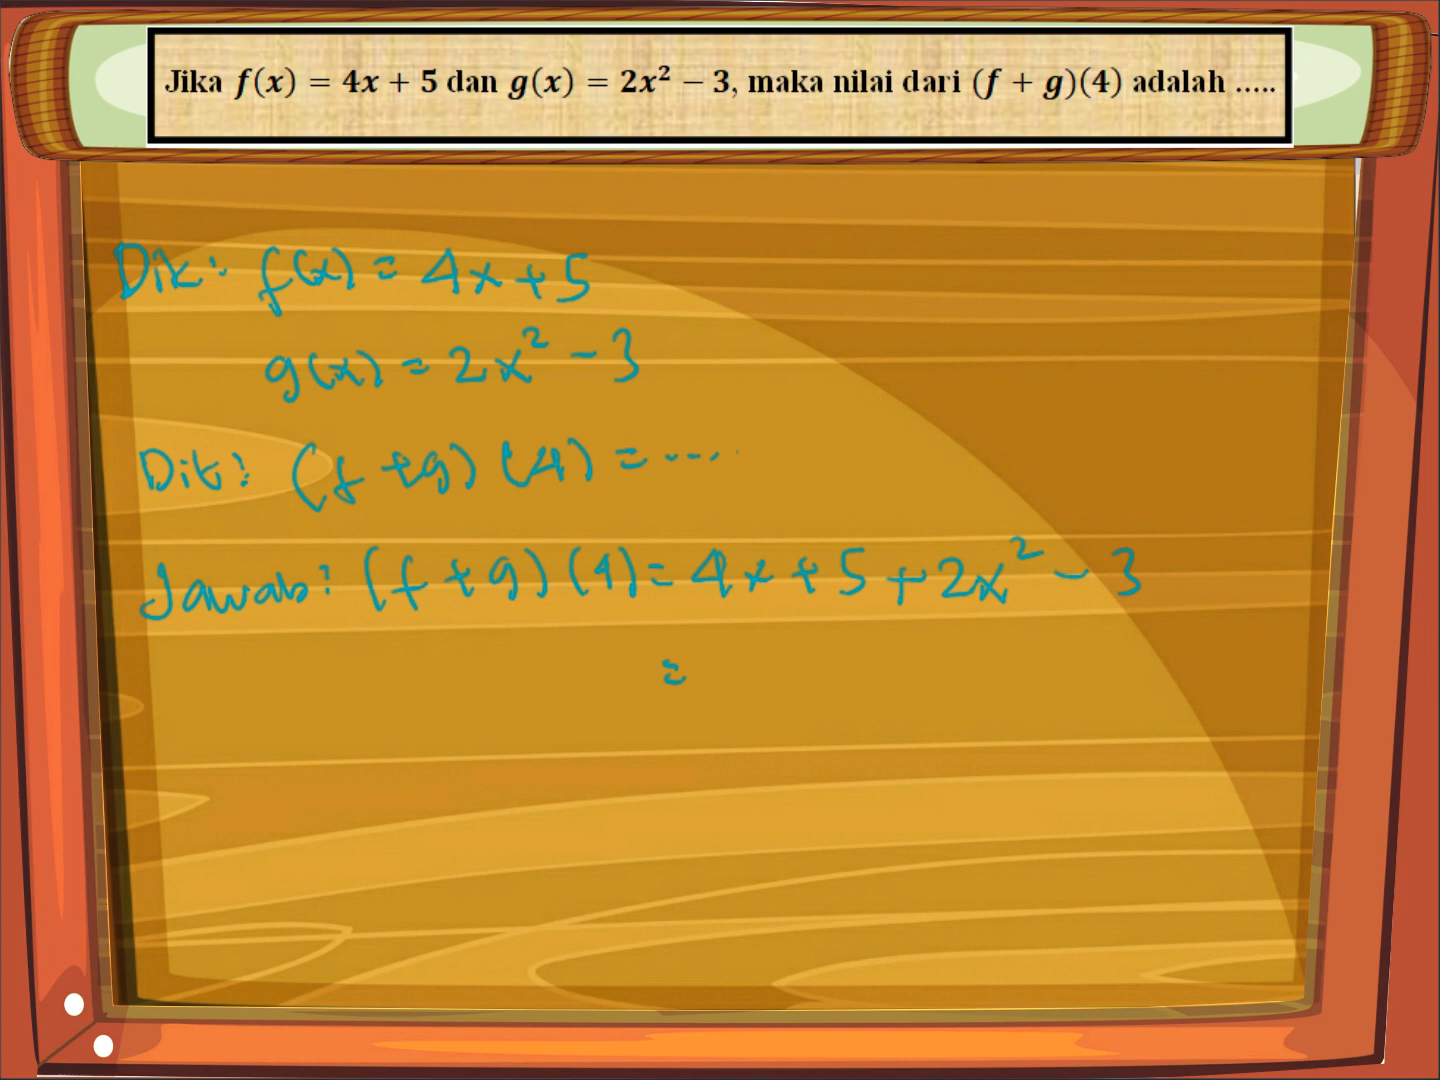 Jika f(x) = 4x + 5 dan g(x) = 2x² − 3, maka nilai dari (f + g)(4) adalah .....
Dik: f(x) = 4x + 5
g(x) = 2x² - 3
Dit: (f + g) (4) = ....
Jawab: (f + g) (4) = 4x + 5 + 2x² - 3
=